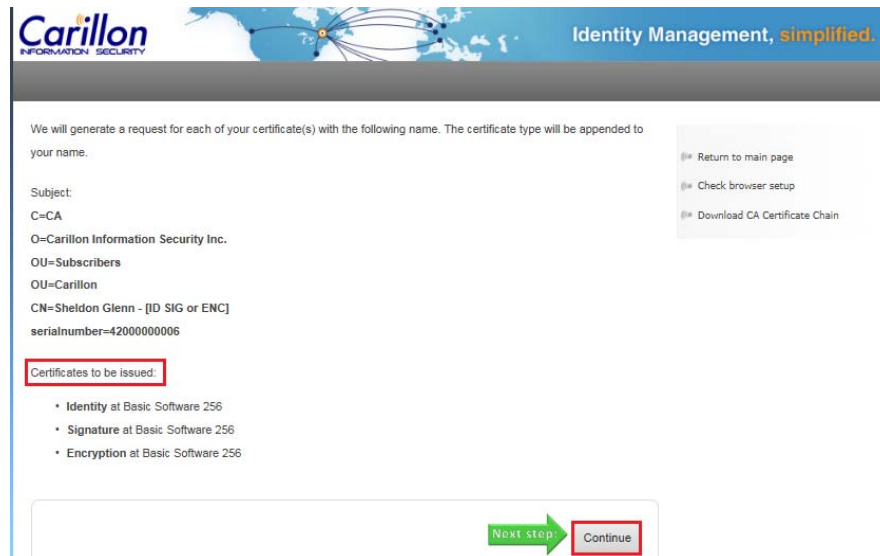 Carillon
INFORMATION SECURITY
Identity Management, simplified.
We will generate a request for each of your certificate(s) with the following name. The certificate type will be appended to
your name.
Subject:
C=CA
O=Carillon Information Security Inc.
OU=Subscribers
OU=Carillon
CN=Sheldon Glenn - [ID SIG or ENC]
serialnumber=42000000006
Certificates to be issued:
• Identity at Basic Software 256
• Signature at Basic Software 256
• Encryption at Basic Software 256
Next step:
Continue
Return to main page
Check browser setup
Download CA Certificate Chain